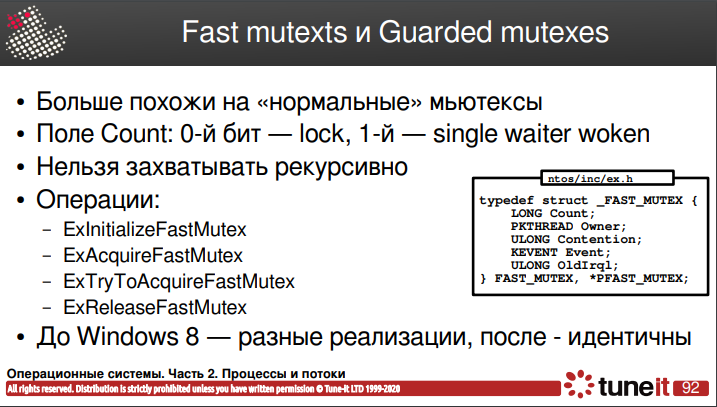 Fast mutexts и Guarded mutexes
• Больше похожи на «нормальные» мьютексы
• Поле Count: 0-й бит — lock, 1-й — single waiter woken
• Нельзя захватывать рекурсивно
• Операции:
– ExInitializeFastMutex
– ExAcquireFastMutex
– ExTryToAcquireFastMutex
– ExReleaseFastMutex
ntos/inc/ex.h
typedef struct _FAST_MUTEX {
LONG Count;
PKTHREAD Owner;
ULONG Contention;
KEVENT Event;
ULONG OldIrql;
} FAST_MUTEX, *PFAST_MUTEX;
• До Windows 8 — разные реализации, после - идентичны
Операционные системы. Часть 2. Процессы и потоки
All rights reserved. Distribution is strictly prohibited unless you have written permission © Tune-it LTD 1999-2020
tuneit
92